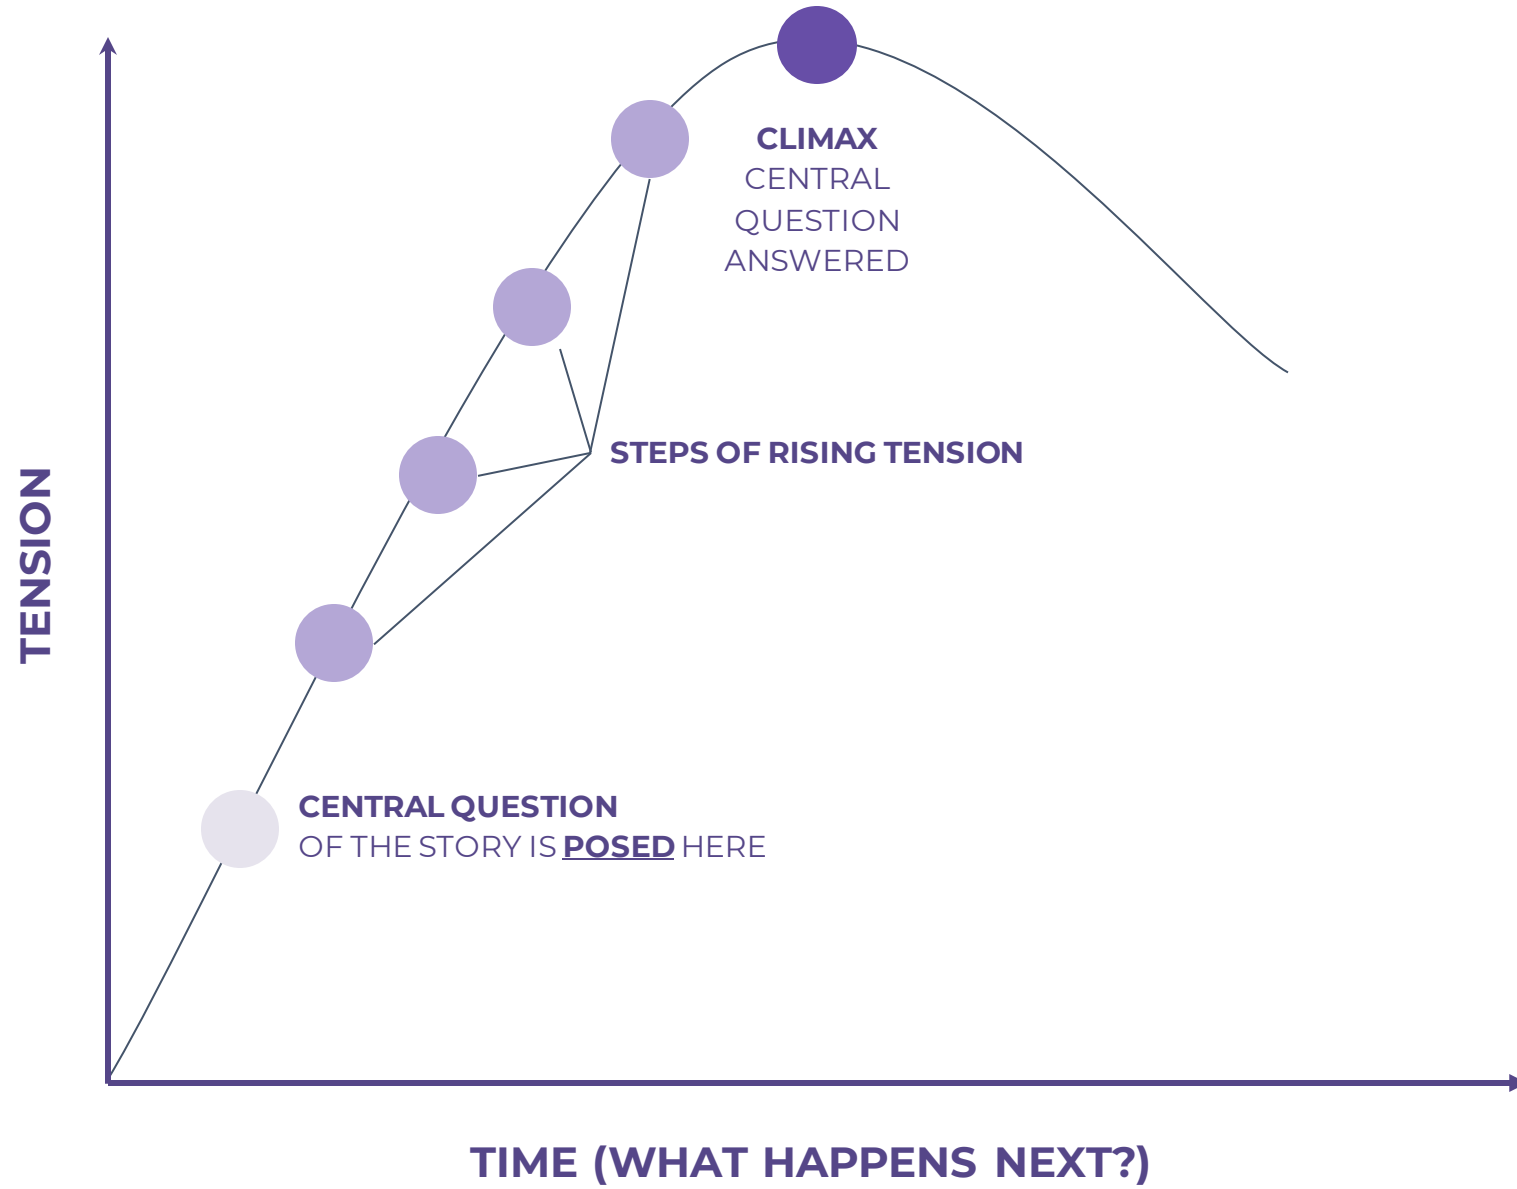 CLIMAX
CENTRAL
QUESTION
ANSWERED
STEPS OF RISING TENSION
TENSION
CENTRAL QUESTION
OF THE STORY IS POSED HERE
TIME (WHAT HAPPENS NEXT?)